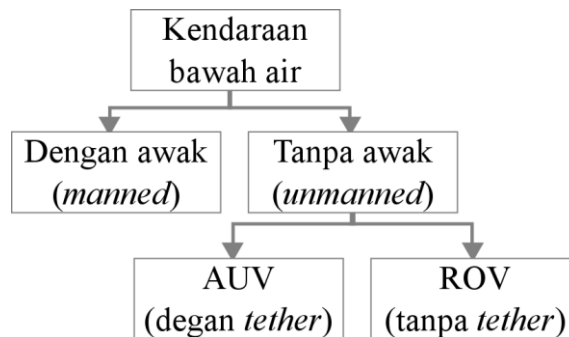 Kendaraan
bawah air
Dengan awak
(manned)
Tanpa awak
(unmanned)
AUV
(degan tether)
ROV
(tanpa tether)